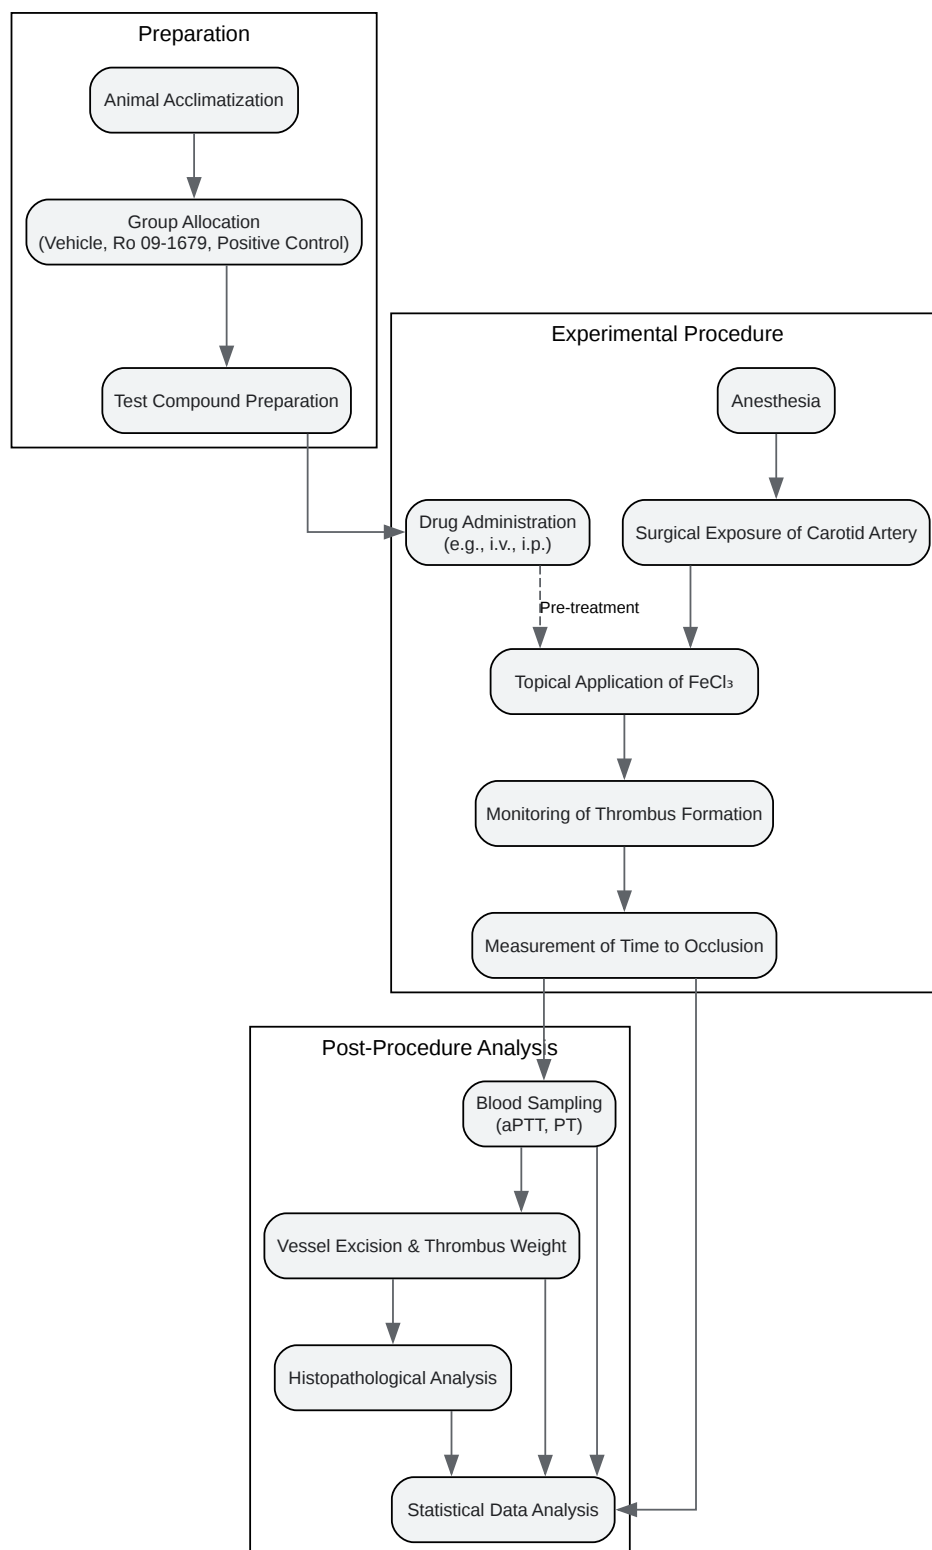 Preparation
Animal Acclimatization
Group Allocation
(Vehicle, Ro 09-1679, Positive Control)
Test Compound Preparation
Experimental Procedure
Anesthesia
Drug Administration
(e.g., i.v., i.p.)
Surgical Exposure of Carotid Artery
Pre-treatment
Topical Application of FeCl₃
Monitoring of Thrombus Formation
Measurement of Time to Occlusion
Post-Procedure Analysis
Blood Sampling
(aPTT, PT)
Vessel Excision & Thrombus Weight
Histopathological Analysis
Statistical Data Analysis